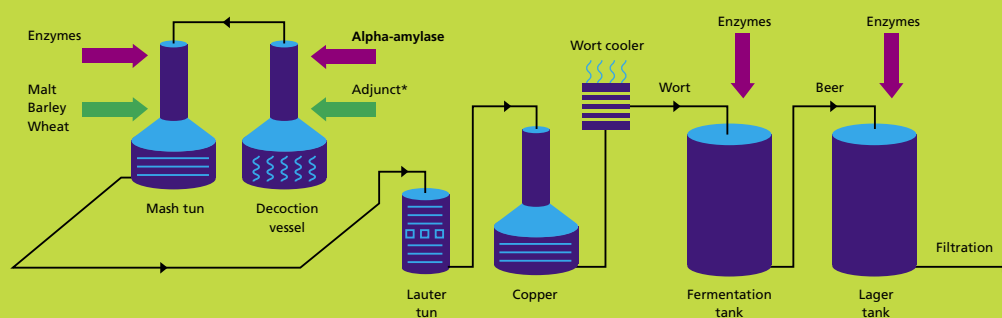 Enzymes
Alpha-amylase
Malt
Barley
Wheat
Adjunct*
Mash tun
Decoction
vessel
Lauter
tun
Copper
Wort cooler
Wort
Enzymes
Fermentation
tank
Beer
Enzymes
Lager
tank
Filtration